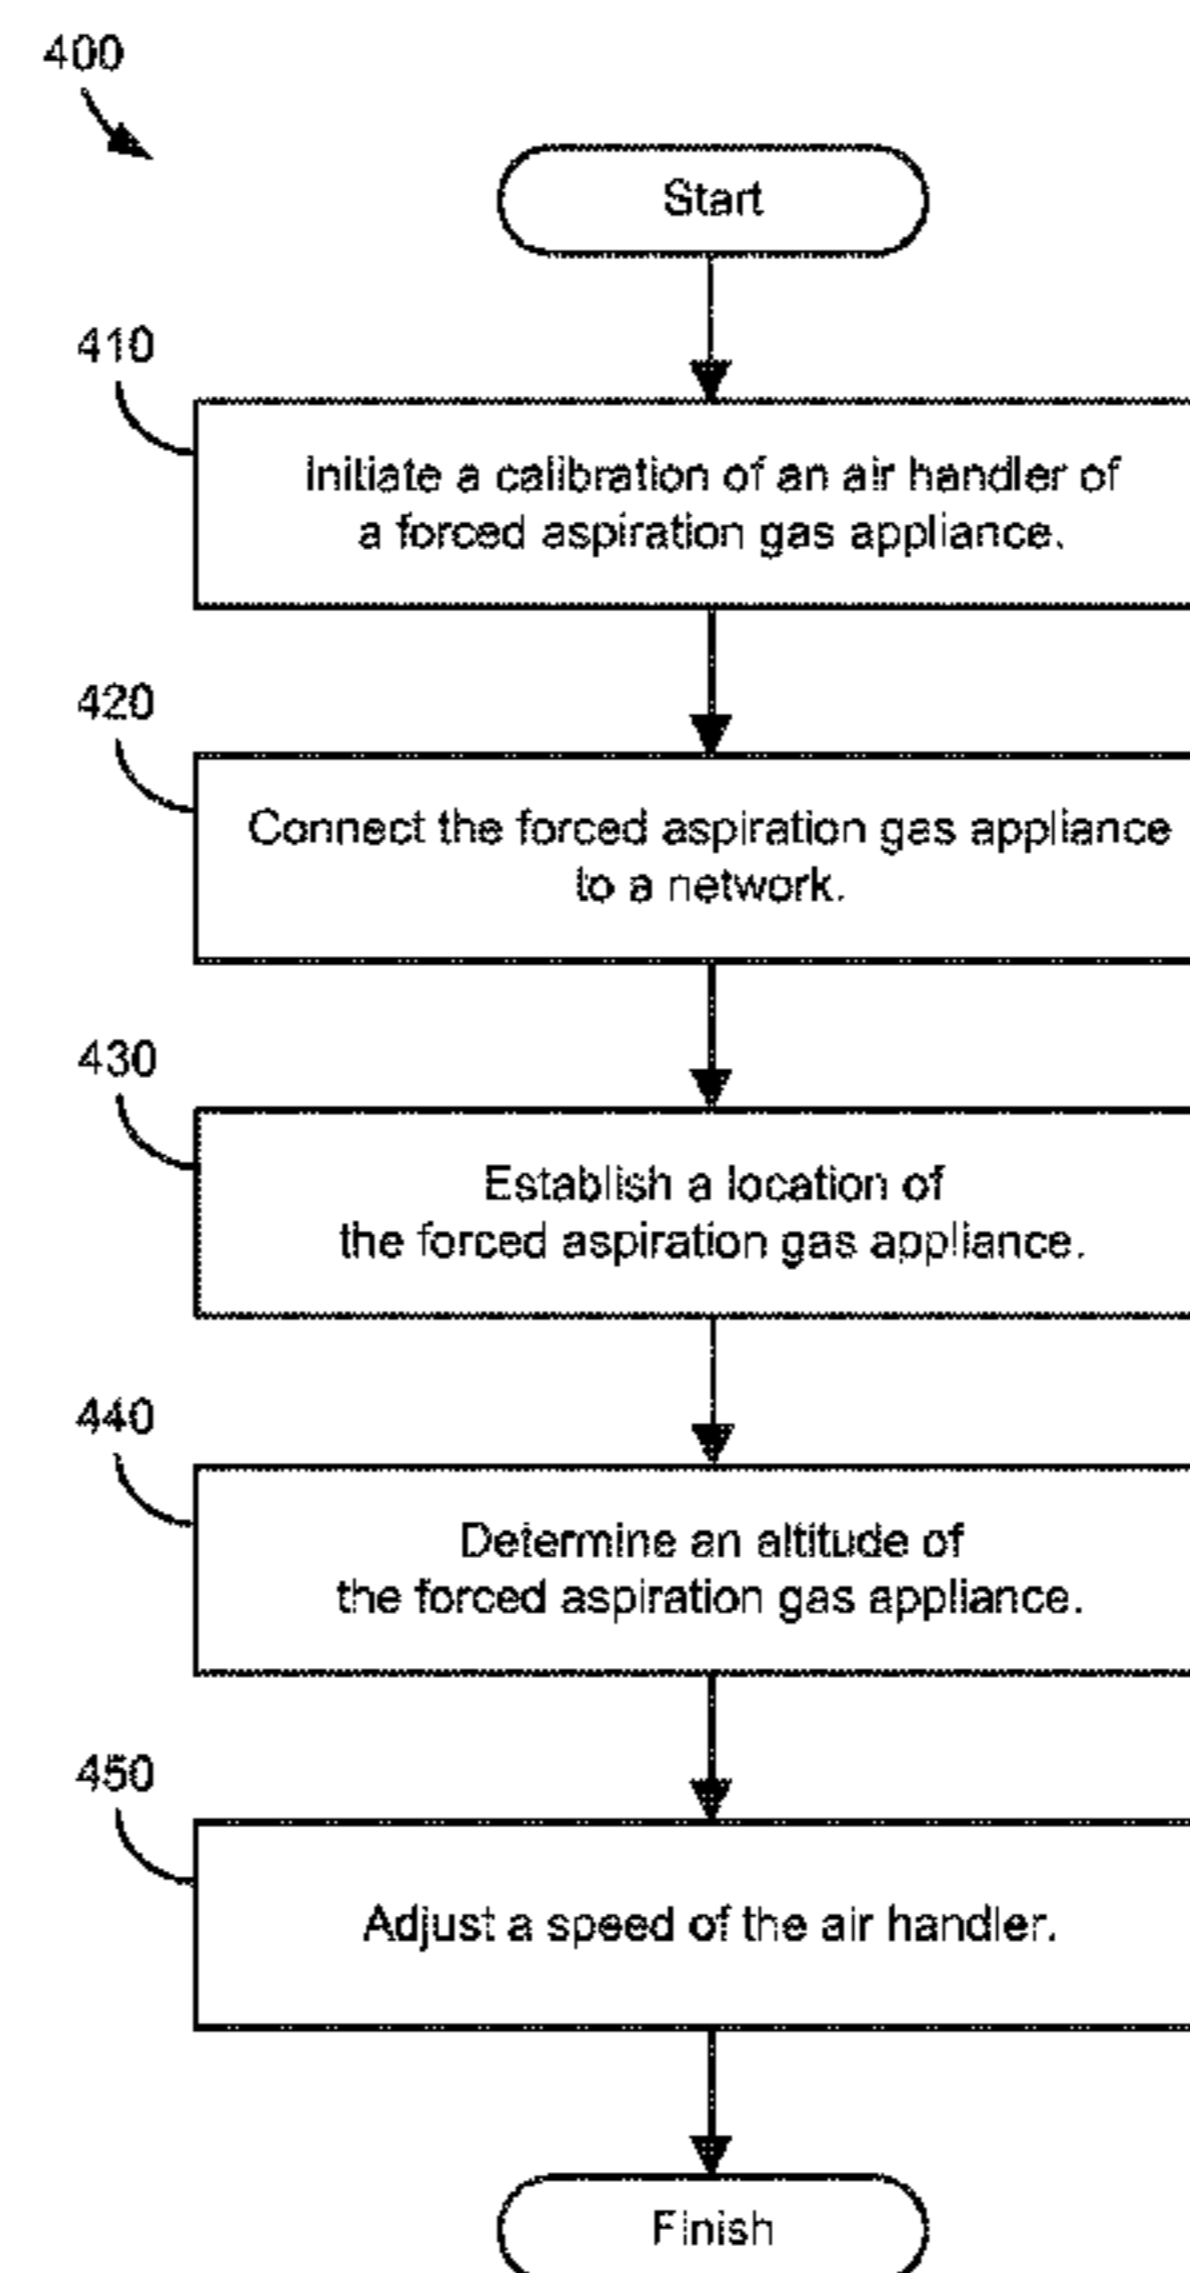 400
Start
410
Initiate a calibration of an air handler of
a forced aspiration gas appliance.
420
Connect the forced aspiration gas appliance
to a network.
430
Establish a location of
the forced aspiration gas appliance.
440
Determine an altitude of
the forced aspiration gas appliance.
450
Adjust a speed of the air handler.
Finish